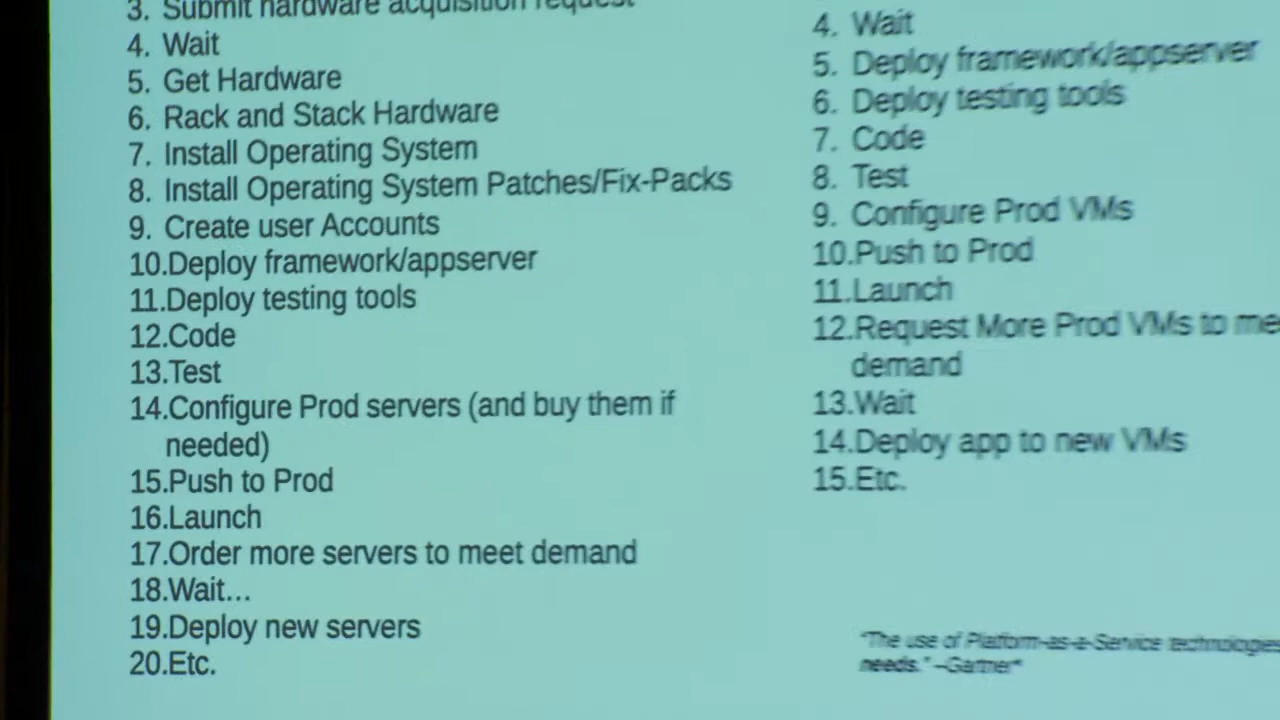 3. Submit hardware acquisition request
4. Wait
5. Get Hardware
6. Rack and Stack Hardware
7. Install Operating System
8. Install Operating System Patches/Fix-Packs
9. Create user Accounts
10.Deploy framework/appserver
11.Deploy testing tools
12.Code
13.Test
14.Configure Prod servers (and buy them if
needed)
15.Push to Prod
16.Launch
17.Order more servers to meet demand
18.Wait...
19.Deploy new servers
20.Etc.
4. Wait
5. Deploy framework/appserver
6. Deploy testing tools
7. Code
8. Test
9. Configure Prod VMs
10.Push to Prod
11.Launch
12.Request More Prod VMs to
demand
13.Wait
14.Deploy app to new VMs
15.Etc.
"The use of Platform-as-a-Service technologies
needs." –Gartner*